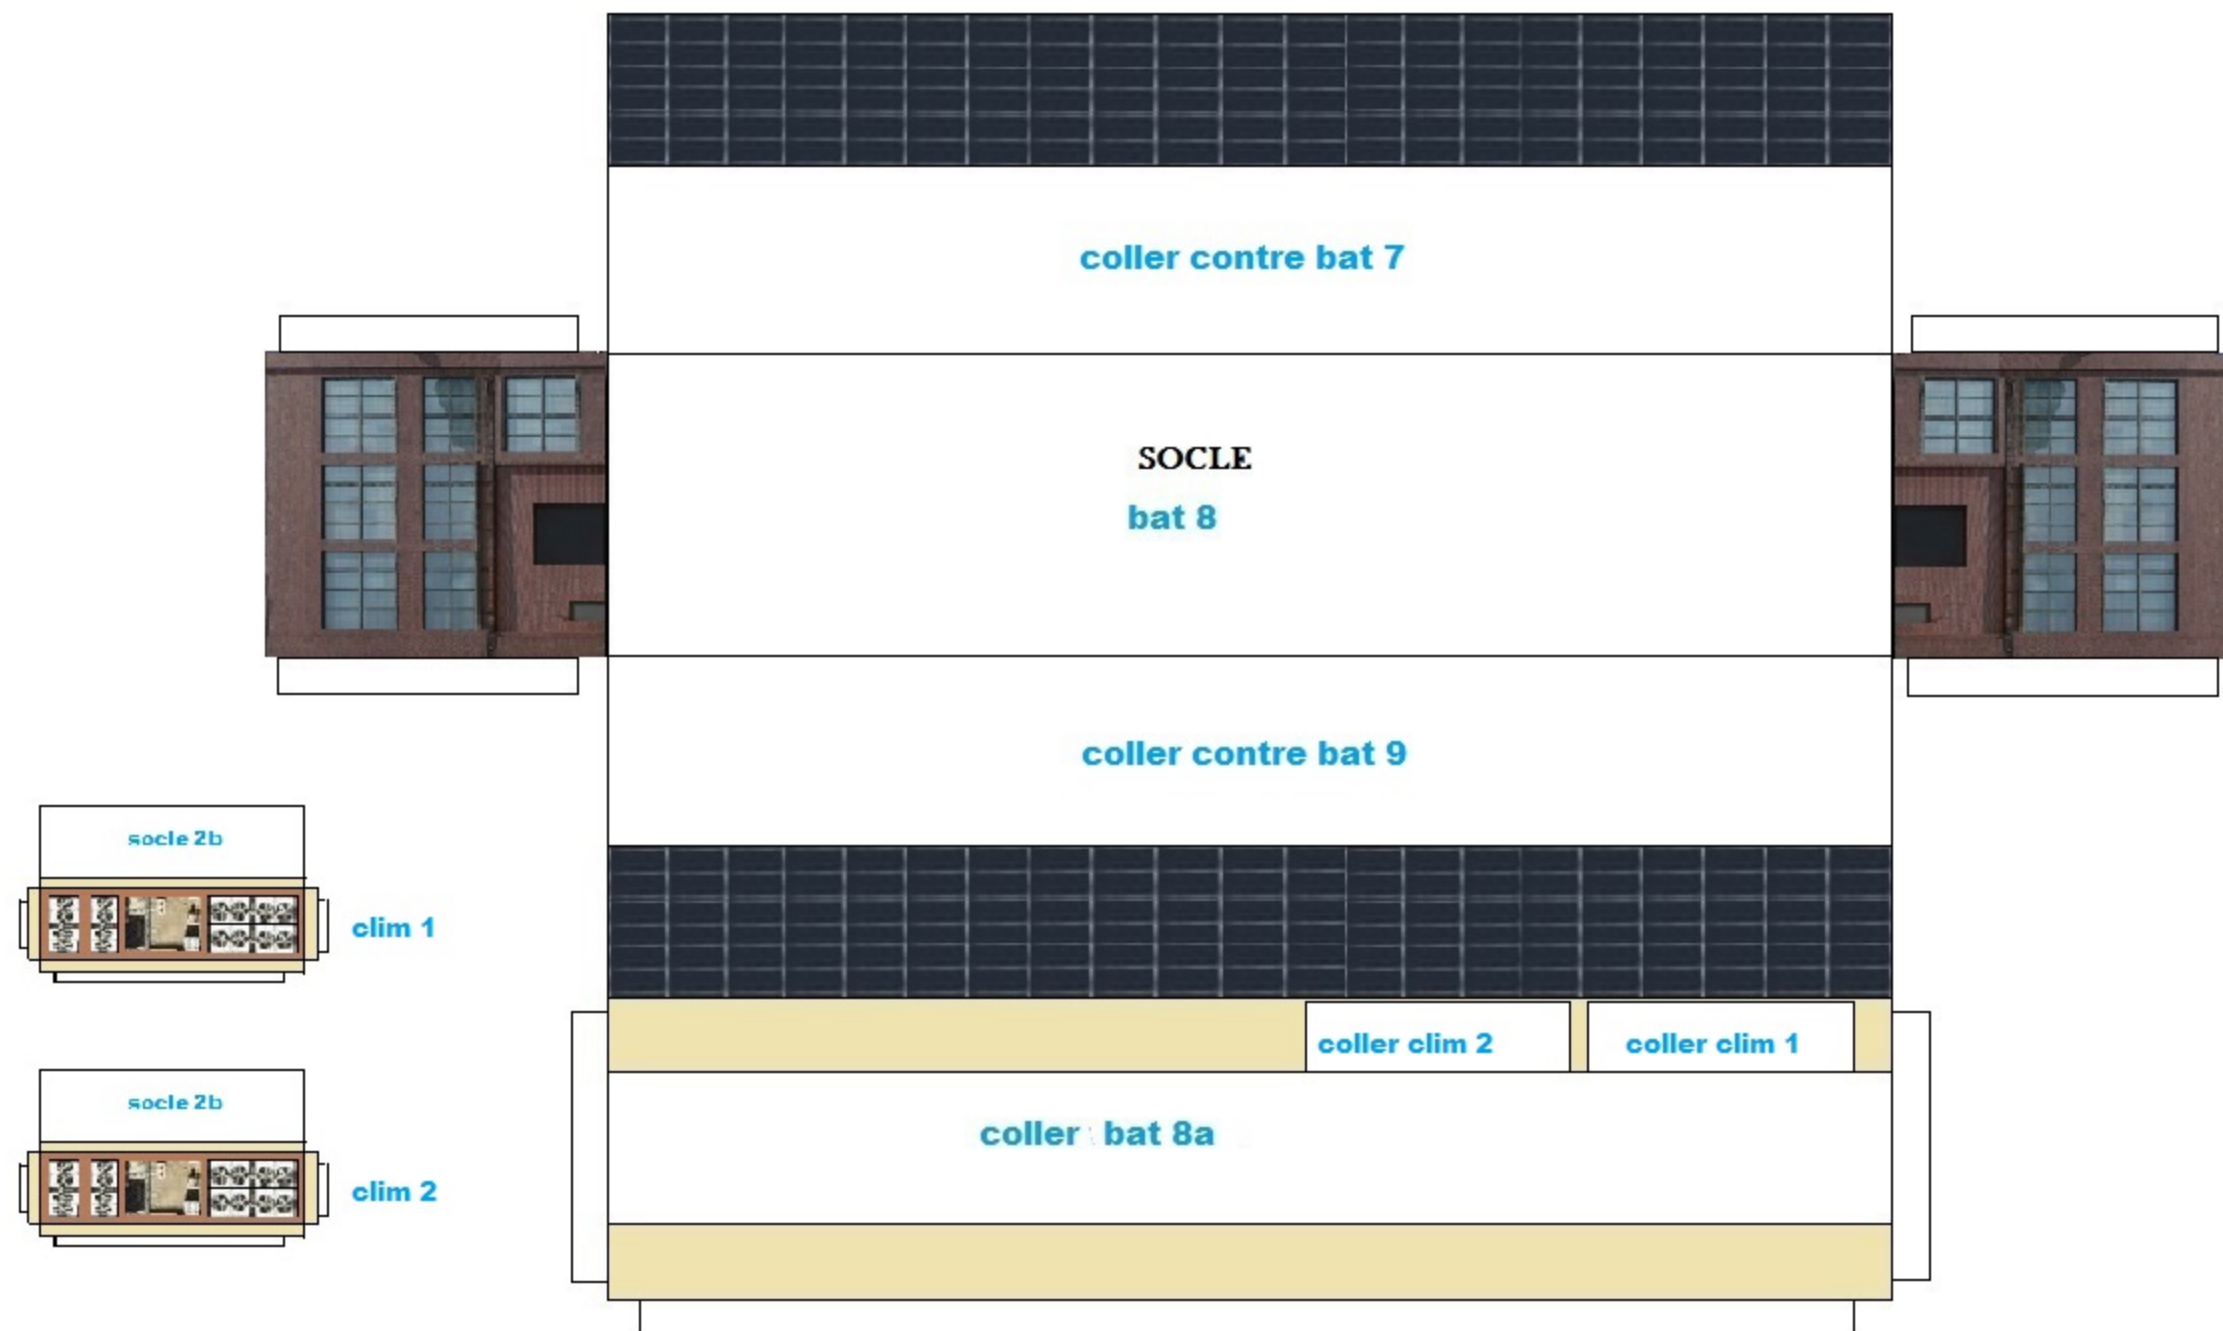 coller contre bat 7
SOCLE
bat 8
coller contre bat 9
socle 2b
clim 1
coller clim 2
coller clim 1
socle 2b
coller bat 8a
clim 2